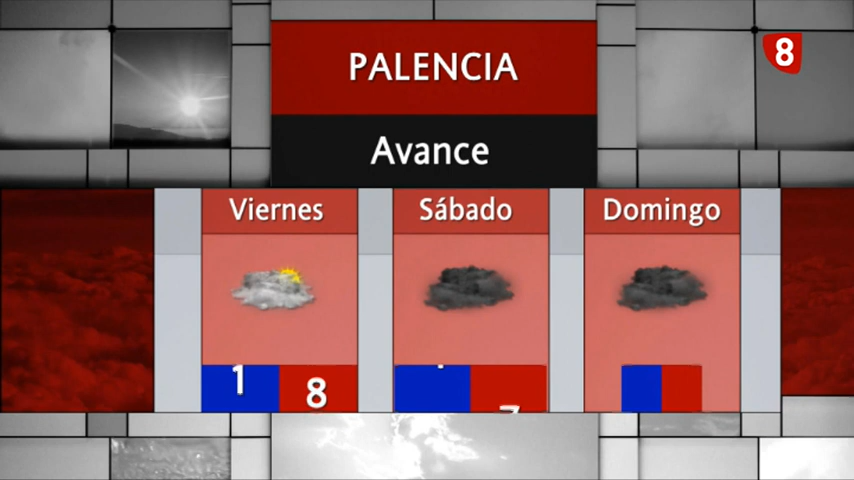 PALENCIA
8
Avance
Viernes
Sábado
Domingo
1
8